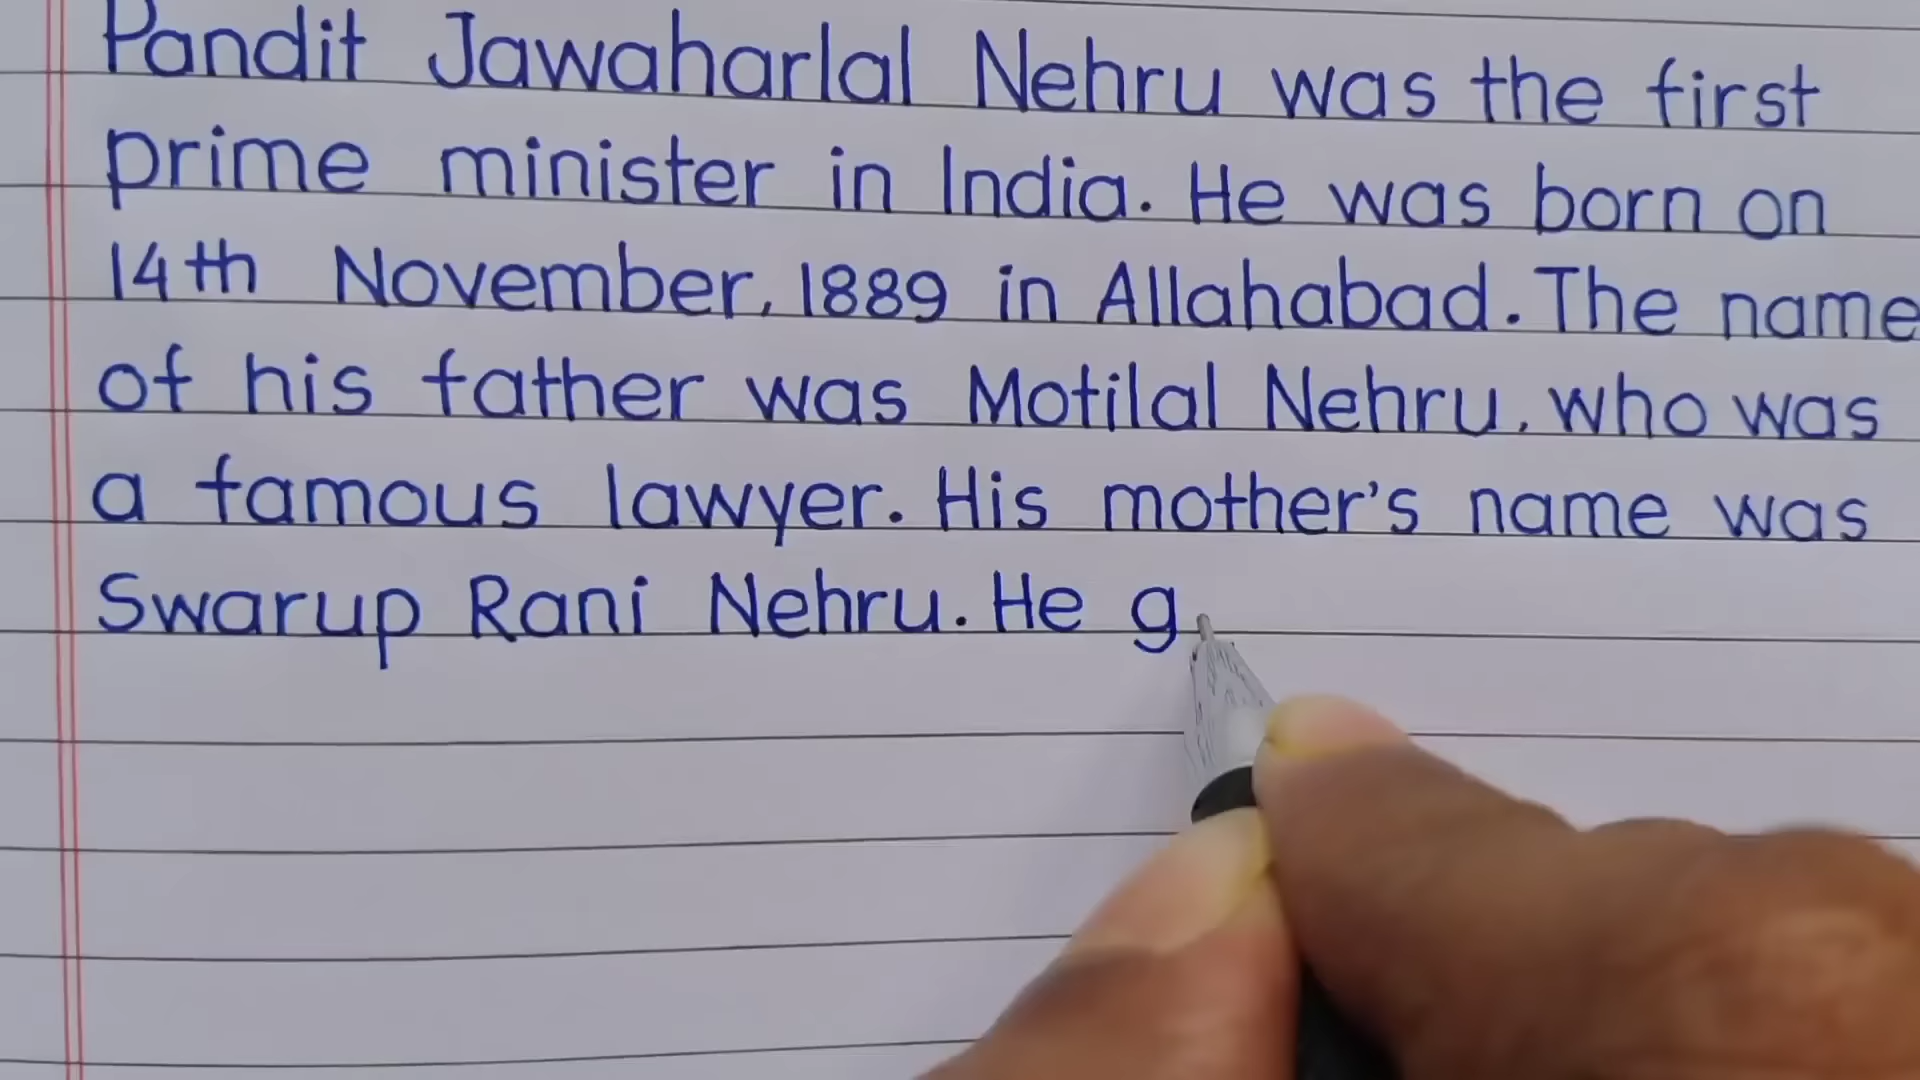 Pandit Jawaharlal Nehru was the first
prime minister in India. He was born on
14th November, 1889 in Allahabad. The name
of his father was Motilal Nehru, who was
a famous lawyer. His mother's name was
Swarup Rani Nehru. He g